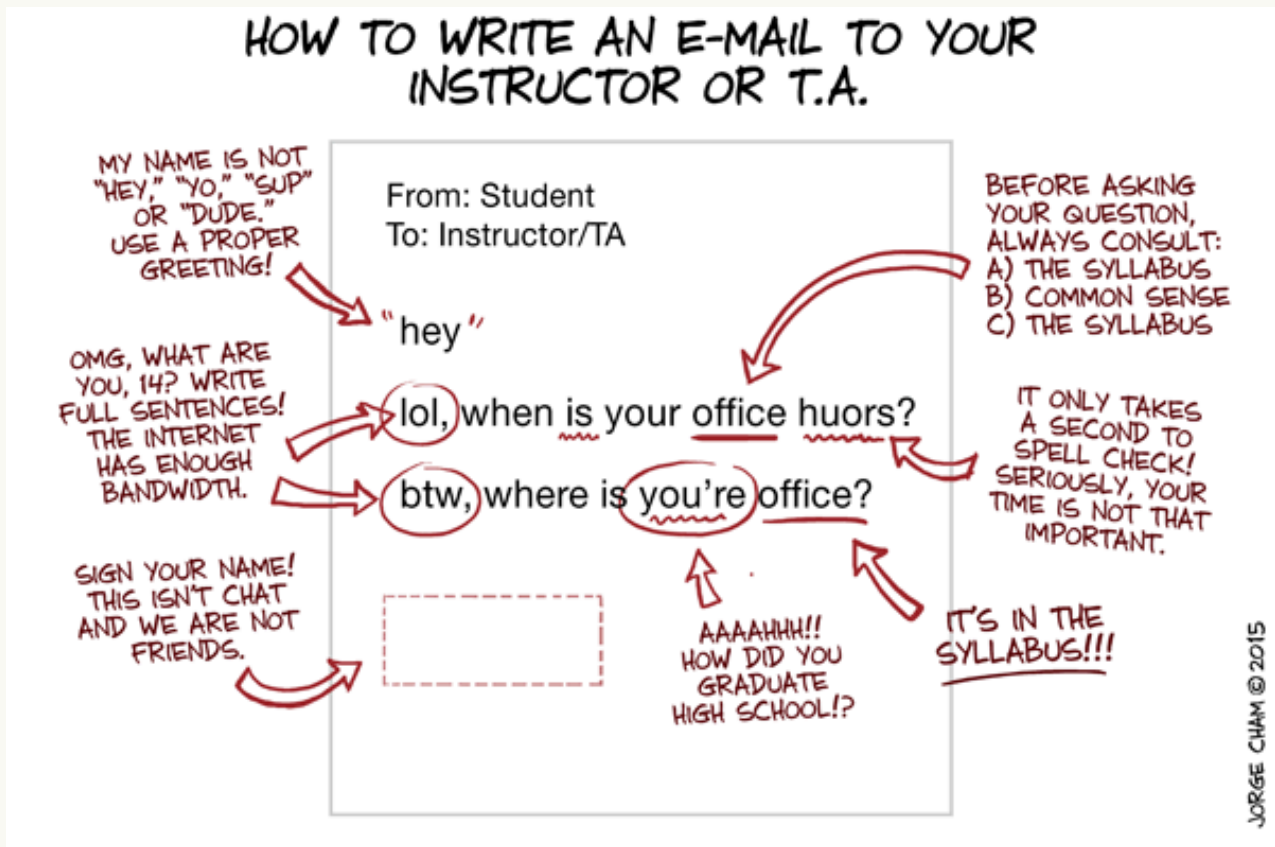 HOW TO WRITE AN E-MAIL TO YOUR
INSTRUCTOR OR T.A.
MY NAME IS NOT
"HEY," "YO," "SUP"
OR "DUDE."
USE A PROPER
GREETING!
From: Student
To: Instructor/TA
BEFORE ASKING
YOUR QUESTION,
ALWAYS CONSULT:
A) THE SYLLABUS
B) COMMON SENSE
C) THE SYLLABUS
"hey"
OMG, WHAT ARE
YOU, 14? WRITE
FULL SENTENCES!
THE INTERNET
HAS ENOUGH
BANDWIDTH.
lol, when is your office huors?
btw, where is you're office?
IT ONLY TAKES
A SECOND TO
SPELL CHECK!
SERIOUSLY, YOUR
TIME IS NOT THAT
IMPORTANT.
SIGN YOUR NAME!
THIS ISN'T CHAT
AND WE ARE NOT
FRIENDS.
AAAAHHH!!
HOW DID YOU
GRADUATE
HIGH SCHOOL!?
IT'S IN THE
SYLLABUS!!!
JORGE CHAM © 2015